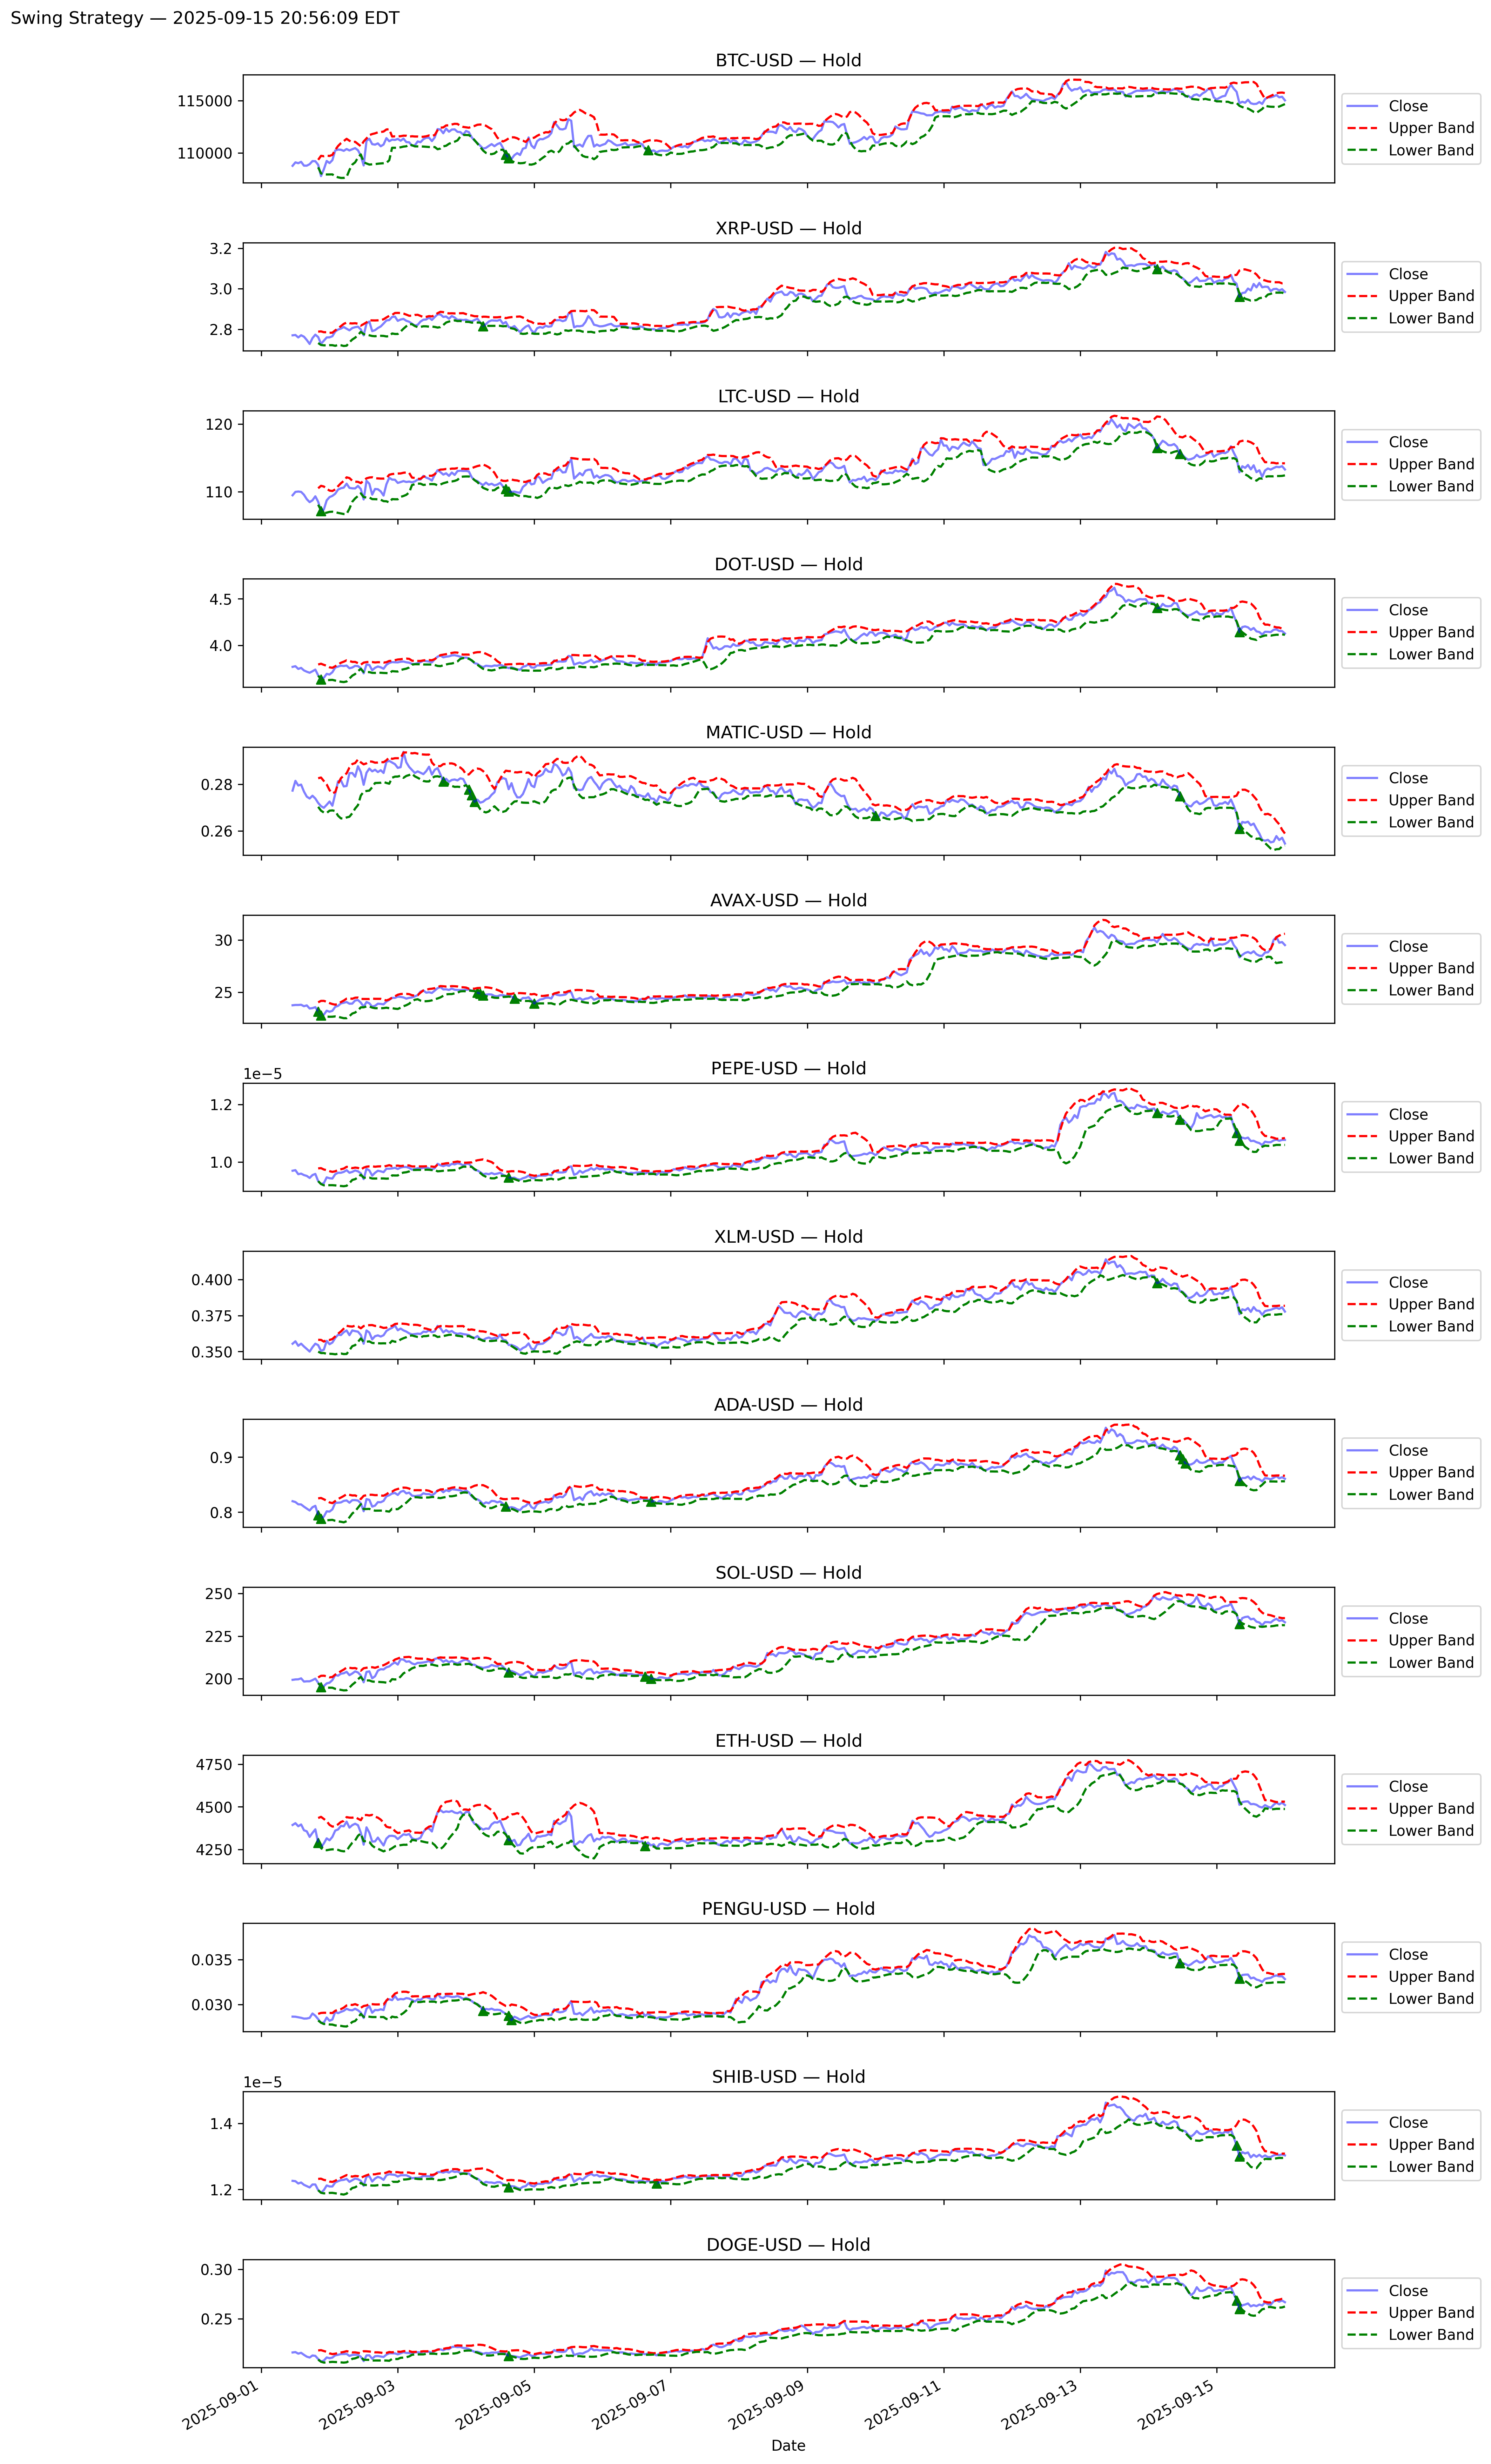 Swing Strategy — 2025-09-15 20:56:09 EDT
BTC-USD — Hold
115000
110000
Close
Upper Band
Lower Band
XRP-USD — Hold
3.2
3.0
2.8
Close
Upper Band
Lower Band
LTC-USD — Hold
120
110
Close
Upper Band
Lower Band
DOT-USD — Hold
4.5
4.0
Close
Upper Band
Lower Band
MATIC-USD — Hold
0.28
0.26
Close
Upper Band
Lower Band
AVAX-USD — Hold
30
25
Close
Upper Band
Lower Band
PEPE-USD — Hold
1e−5
1.2
1.0
Close
Upper Band
Lower Band
XLM-USD — Hold
0.400
0.375
0.350
Close
Upper Band
Lower Band
ADA-USD — Hold
0.9
0.8
Close
Upper Band
Lower Band
SOL-USD — Hold
250
225
200
Close
Upper Band
Lower Band
ETH-USD — Hold
4750
4500
4250
Close
Upper Band
Lower Band
PENGU-USD — Hold
0.035
0.030
Close
Upper Band
Lower Band
SHIB-USD — Hold
1e−5
1.4
1.2
Close
Upper Band
Lower Band
DOGE-USD — Hold
0.30
0.25
Close
Upper Band
Lower Band
2025-09-01
2025-09-03
2025-09-05
2025-09-07
2025-09-09
2025-09-11
2025-09-13
2025-09-15
Date